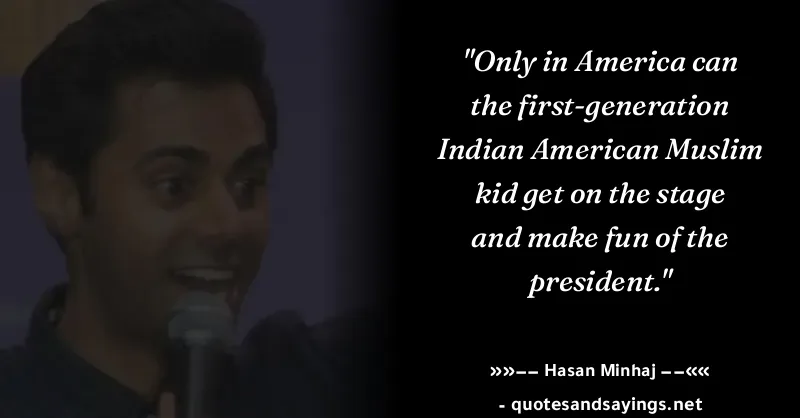 "Only in America can
the first-generation
Indian American Muslim
kid get on the stage
and make fun of the
president."
»»−− Hasan Minhaj −−««
- quotesandsayings.net